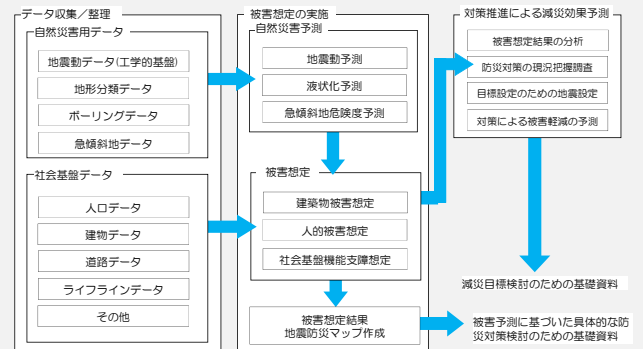 データ収集／整理
自然災害用データ
地震動データ(工学的基盤)
地形分類データ
ボーリングデータ
急傾斜地データ
社会基盤データ
人口データ
建物データ
道路データ
ライフラインデータ
その他
被害想定の実施
自然災害予測
地震動予測
液状化予測
急傾斜地危険度予測
被害想定
建築物被害想定
人的被害想定
社会基盤機能支障想定
被害想定結果
地震防災マップ作成
対策推進による減災効果予測
被害想定結果の分析
防災対策の現況把握調査
目標設定のための地震設定
対策による被害軽減の予測
減災目標検討のための基礎資料
被害予測に基づいた具体的な防
災対策検討のための基礎資料